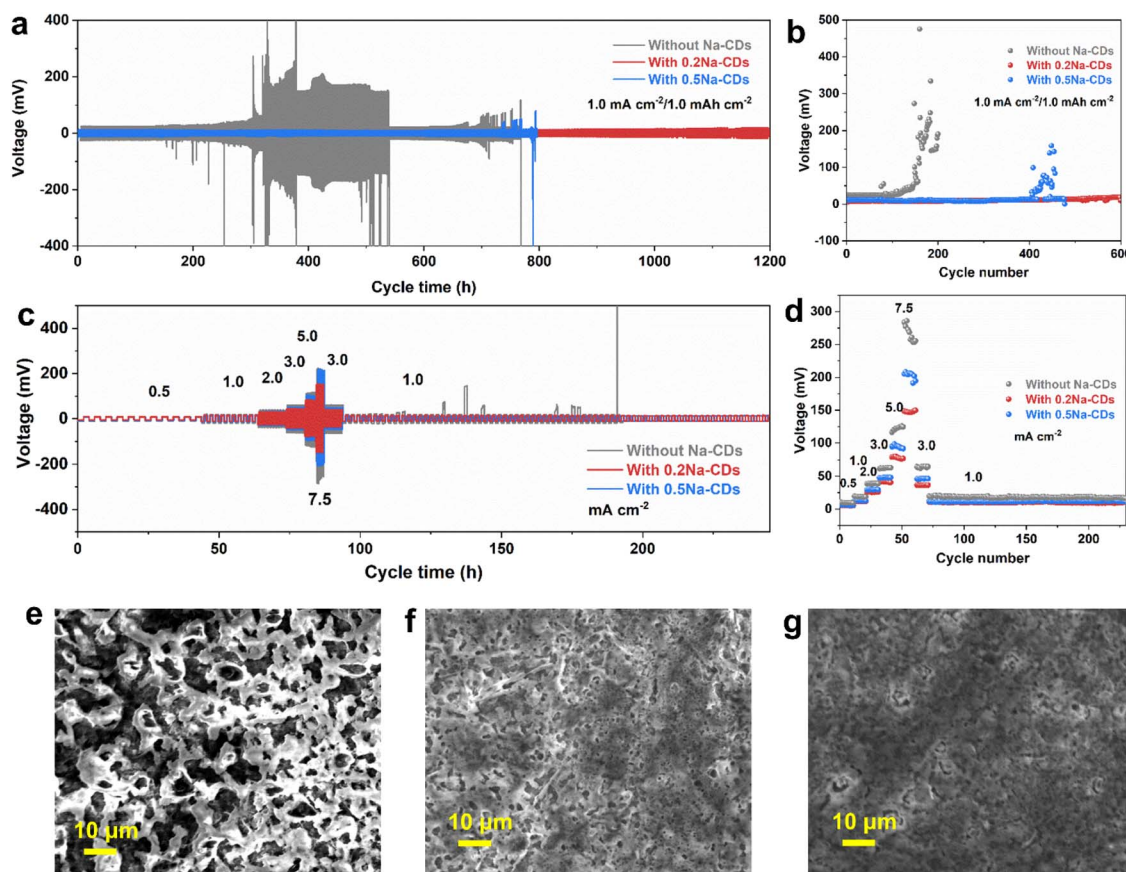 a
400
200
0
-200
-400
Voltage (mV)
Without Na-CDs
With 0.2Na-CDs
With 0.5Na-CDs
1.0 mA cm⁻²/1.0 mAh cm⁻²
0 200 400 600 800 1000 1200
Cycle time (h)
b
500
400
300
200
100
0
-100
Voltage (mV)
Without Na-CDs
With 0.2Na-CDs
With 0.5Na-CDs
1.0 mA cm⁻²/1.0 mAh cm⁻²
0 200 400 600
Cycle number
c
400
200
0
-200
-400
Voltage (mV)
0.5
1.0
2.0
3.0
5.0
3.0
1.0
7.5
Without Na-CDs
With 0.2Na-CDs
With 0.5Na-CDs
mA cm⁻²
0 50 100 150 200
Cycle time (h)
d
300
250
200
150
100
50
0
Voltage (mV)
7.5
5.0
3.0
3.0
1.0
2.0
0.5
1.0
Without Na-CDs
With 0.2Na-CDs
With 0.5Na-CDs
mA cm⁻²
0 50 100 150 200
Cycle number
e
10 µm
f
10 µm
g
10 µm